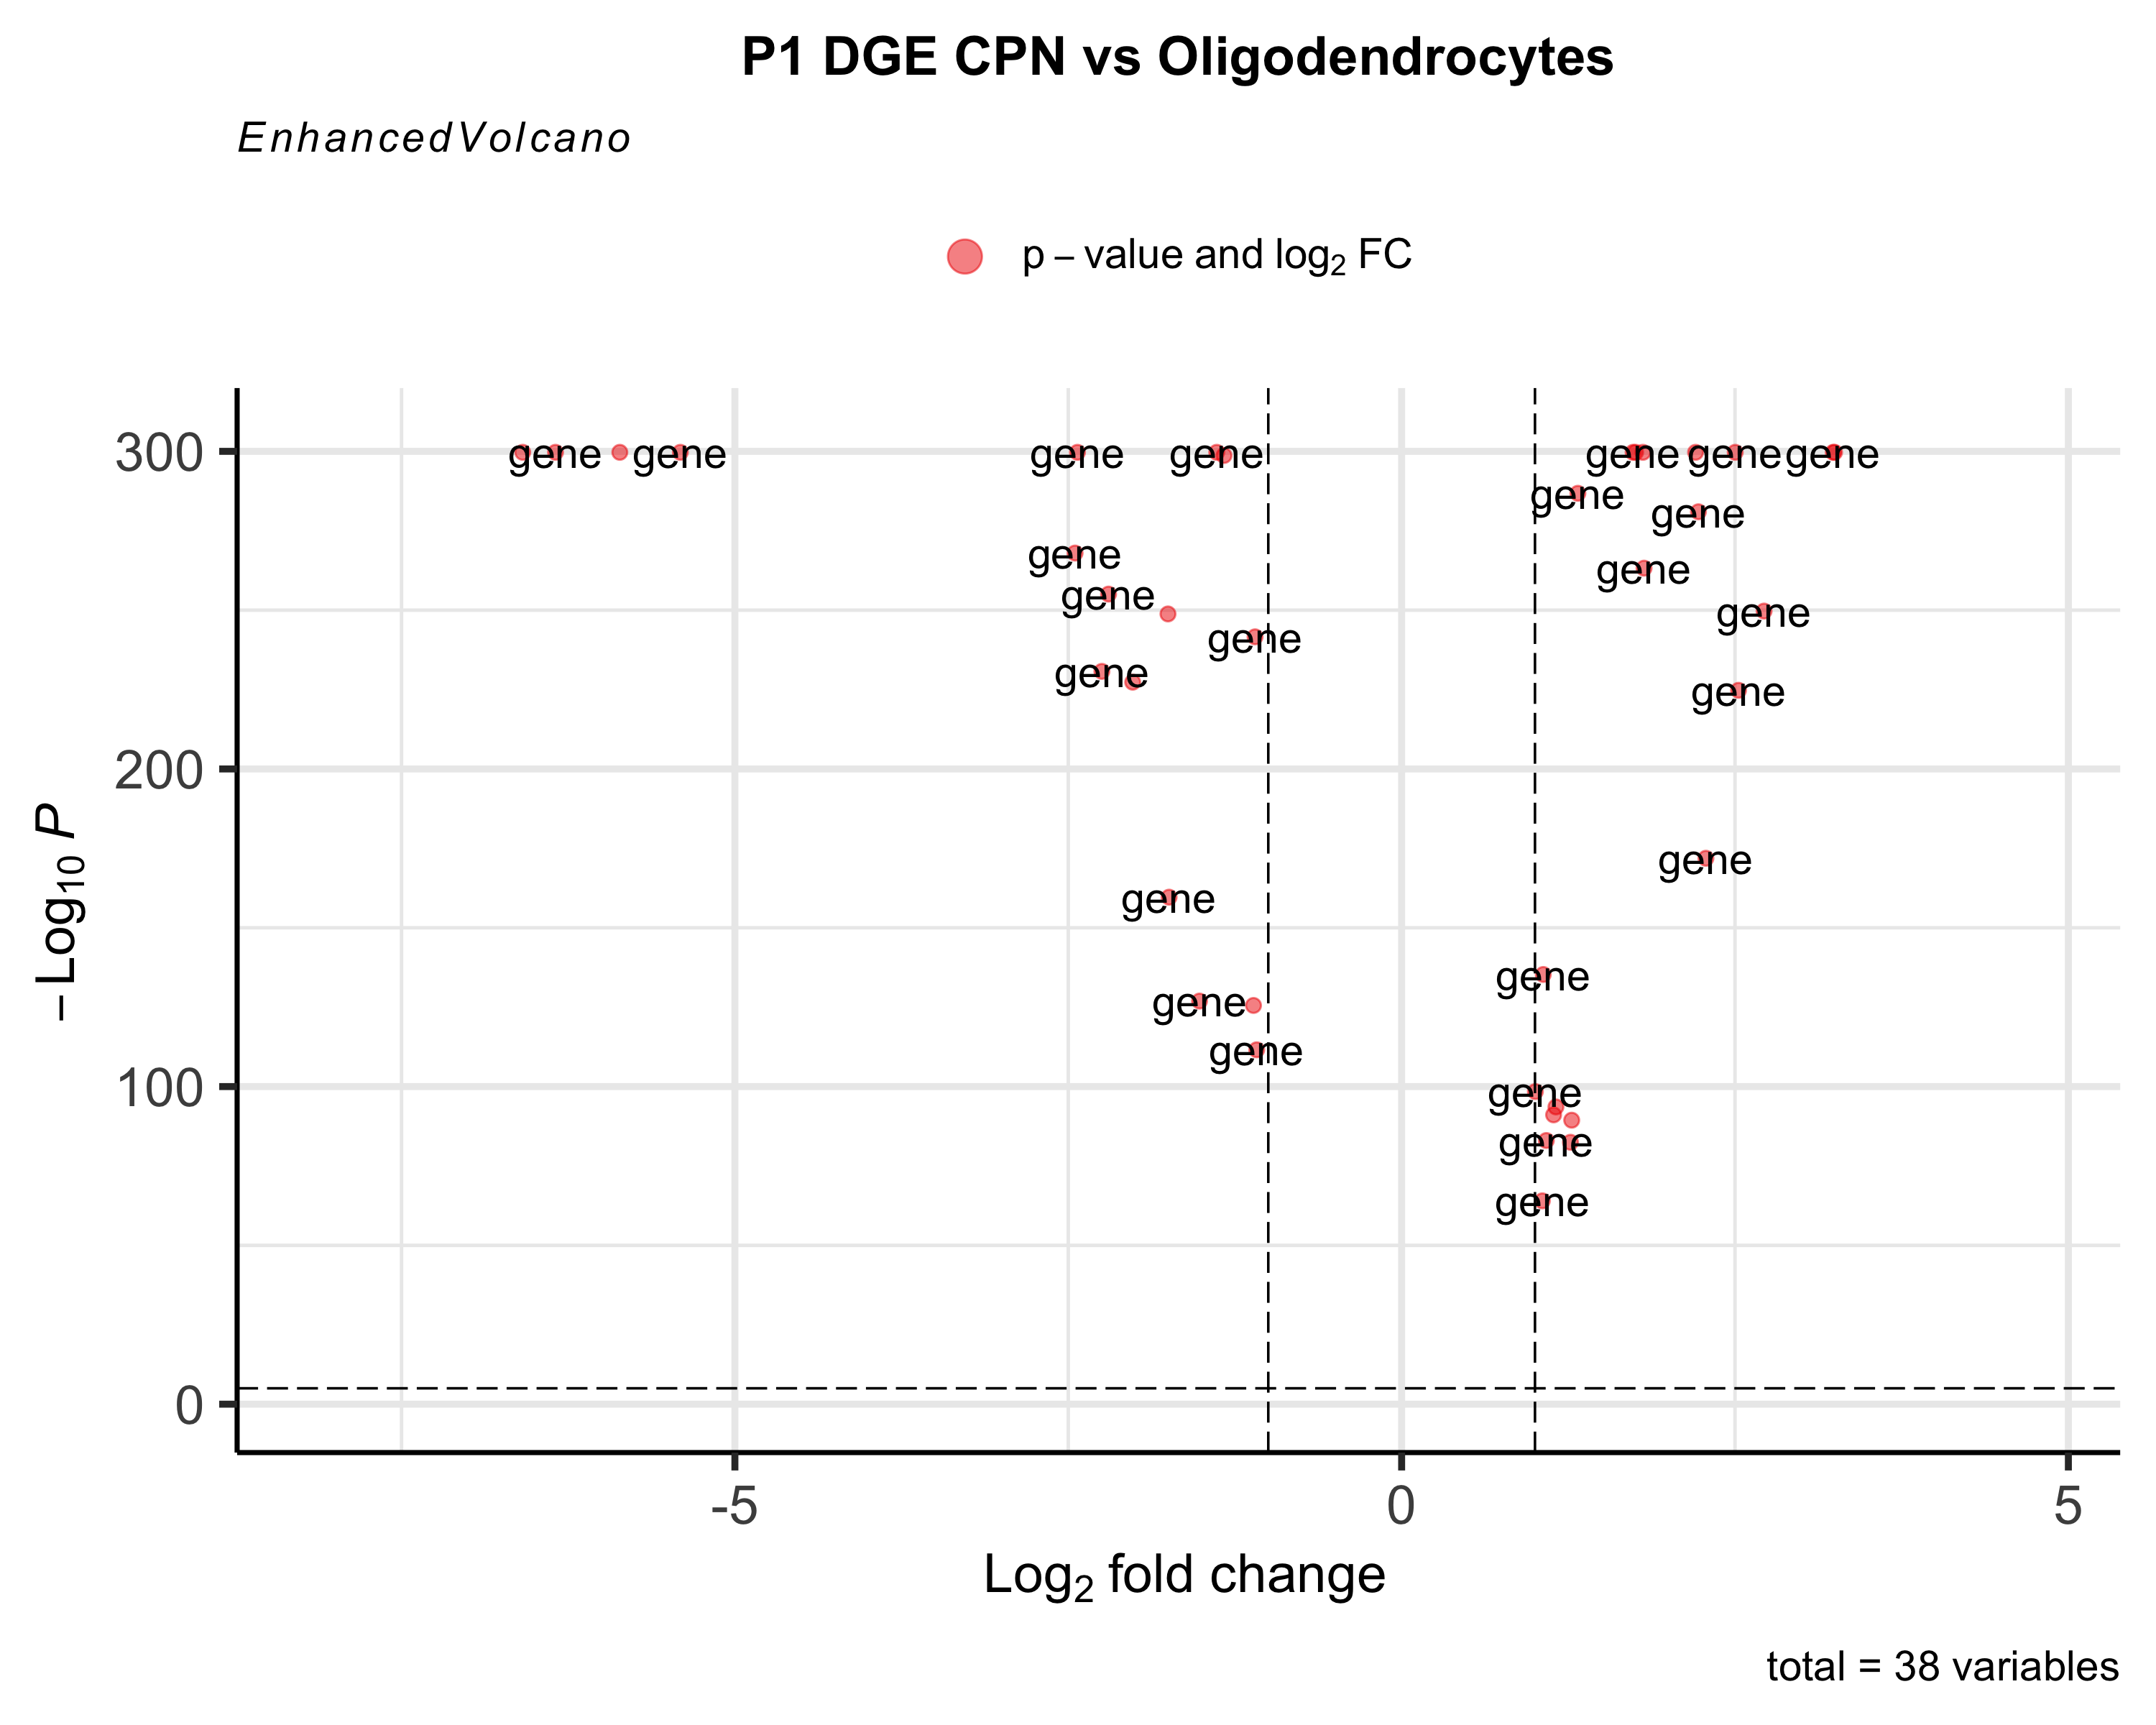 P1 DGE CPN vs Oligodendrocytes
EnhancedVolcano
p – value and log₂ FC
300
gene gene gene gene gene gene gene
gene
gene
gene
gene
gene
gene
gene
gene
gene
200
gene
gene
gene
gene
gene
100
gene
gene
gene
0
-5 0 5
– Log₁₀ P
Log₂ fold change
total = 38 variables